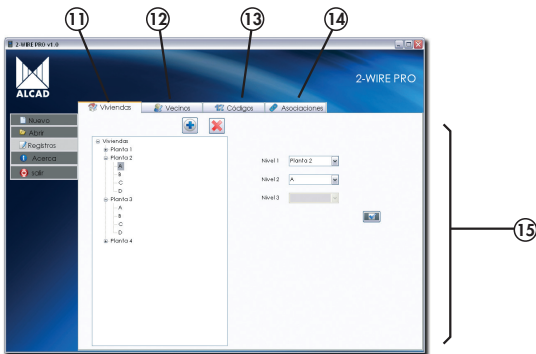 11 12 13 14
2-WIRE PRO v1.0
2-WIRE PRO
ALCAD
Viviendas Vecinos Códigos Asociaciones
Nuevo
Abrir
Registros
Acerca
salir
Viviendas
Planta 1
Planta 2
A
B
C
D
Planta 3
A
B
C
D
Planta 4
Nivel 1 Planta 2
Nivel 2 A
Nivel 3
15